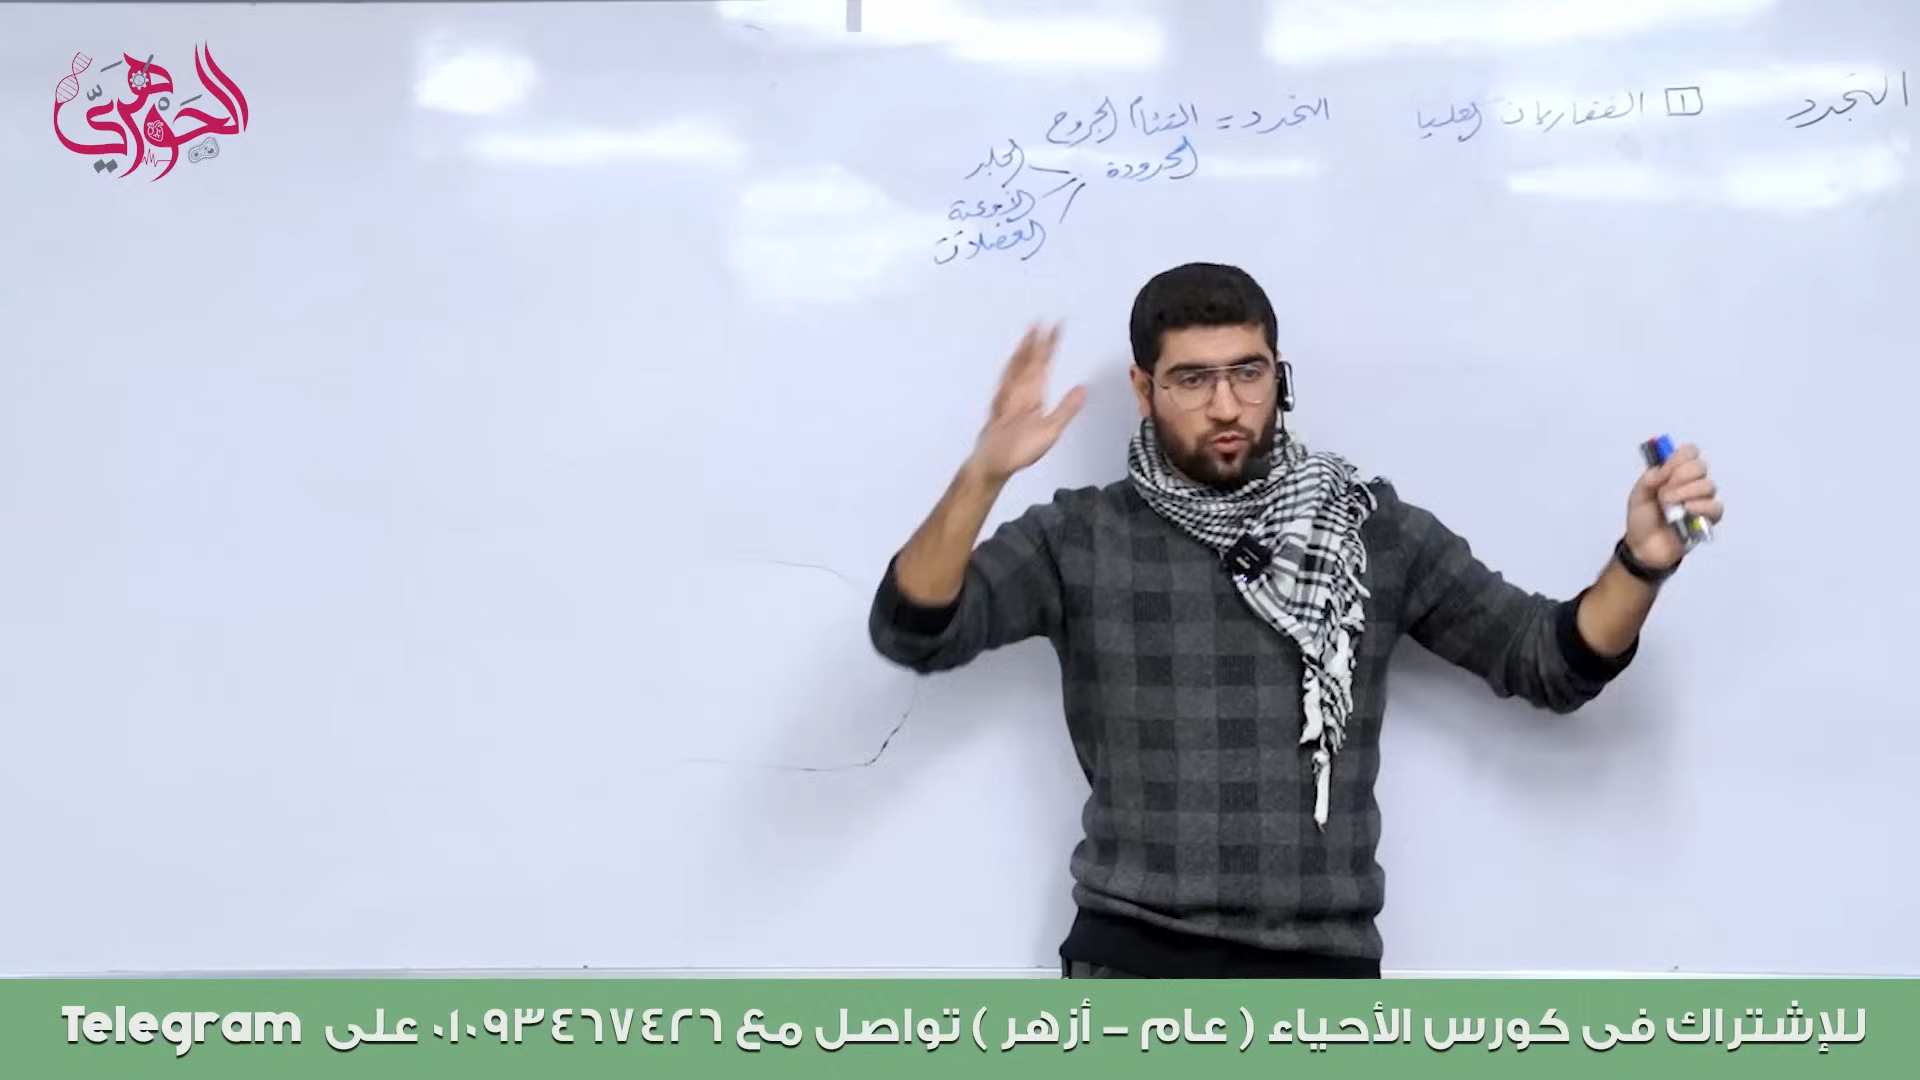 الجوهري
التجدد
١ الفقاريات العليا
التجدد = التئام الجروح
المحدودة
الجلد
الأوعية
العضلات
للإشتراك فى كورس الأحياء ( عام - أزهر ) تواصل مع ٠١٠٩٣٤٦٧٤٢٦ على Telegram